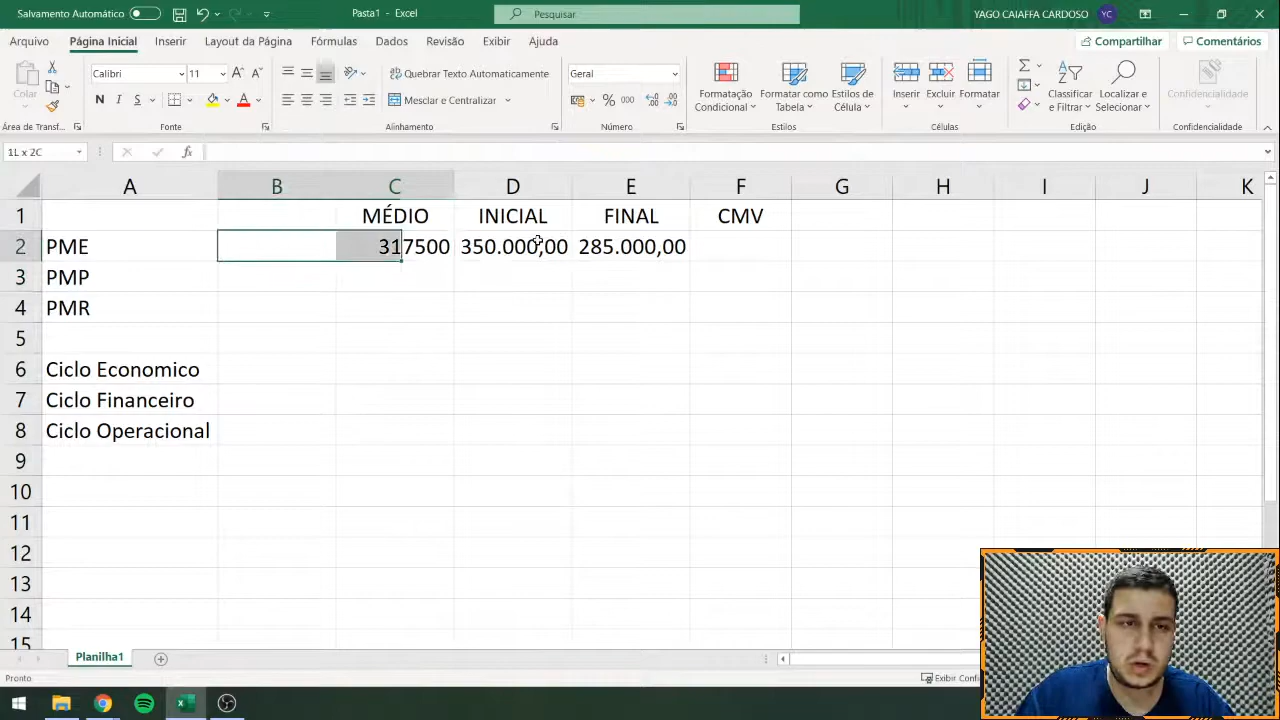 Salvamento Automático
Pasta1 - Excel
Pesquisar
YAGO CAIAFFA CARDOSO
YC
Arquivo
Página Inicial
Inserir
Layout da Página
Fórmulas
Dados
Revisão
Exibir
Ajuda
Compartilhar
Comentários
Colar
Calibri
11
N
I
S
A
Quebrar Texto Automaticamente
Mesclar e Centralizar
Geral
% 000
Formatação Condicional
Formatar como Tabela
Estilos de Célula
Inserir
Excluir
Formatar
Classificar e Filtrar
Localizar e Selecionar
Confidencialidade
Área de Transf...
Fonte
Alinhamento
Número
Estilos
Células
Edição
Confidencialidade
1L x 2C
fx
A B C D E F G H I J K
1 MÉDIO INICIAL FINAL CMV
2 PME 317500 350.000,00 285.000,00
3 PMP
4 PMR
5
6 Ciclo Economico
7 Ciclo Financeiro
8 Ciclo Operacional
9
10
11
12
13
14
15
Planilha1
Pronto
Exibir Confi